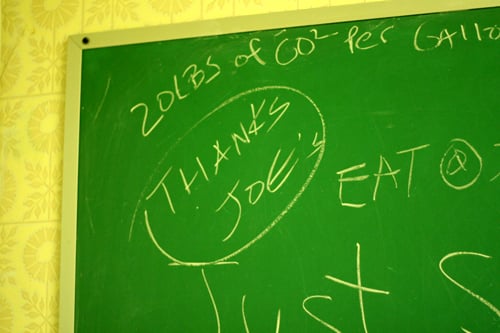 20LBS of CO2 Per Gallo
THANKS
JOE's
EAT @
JUST S